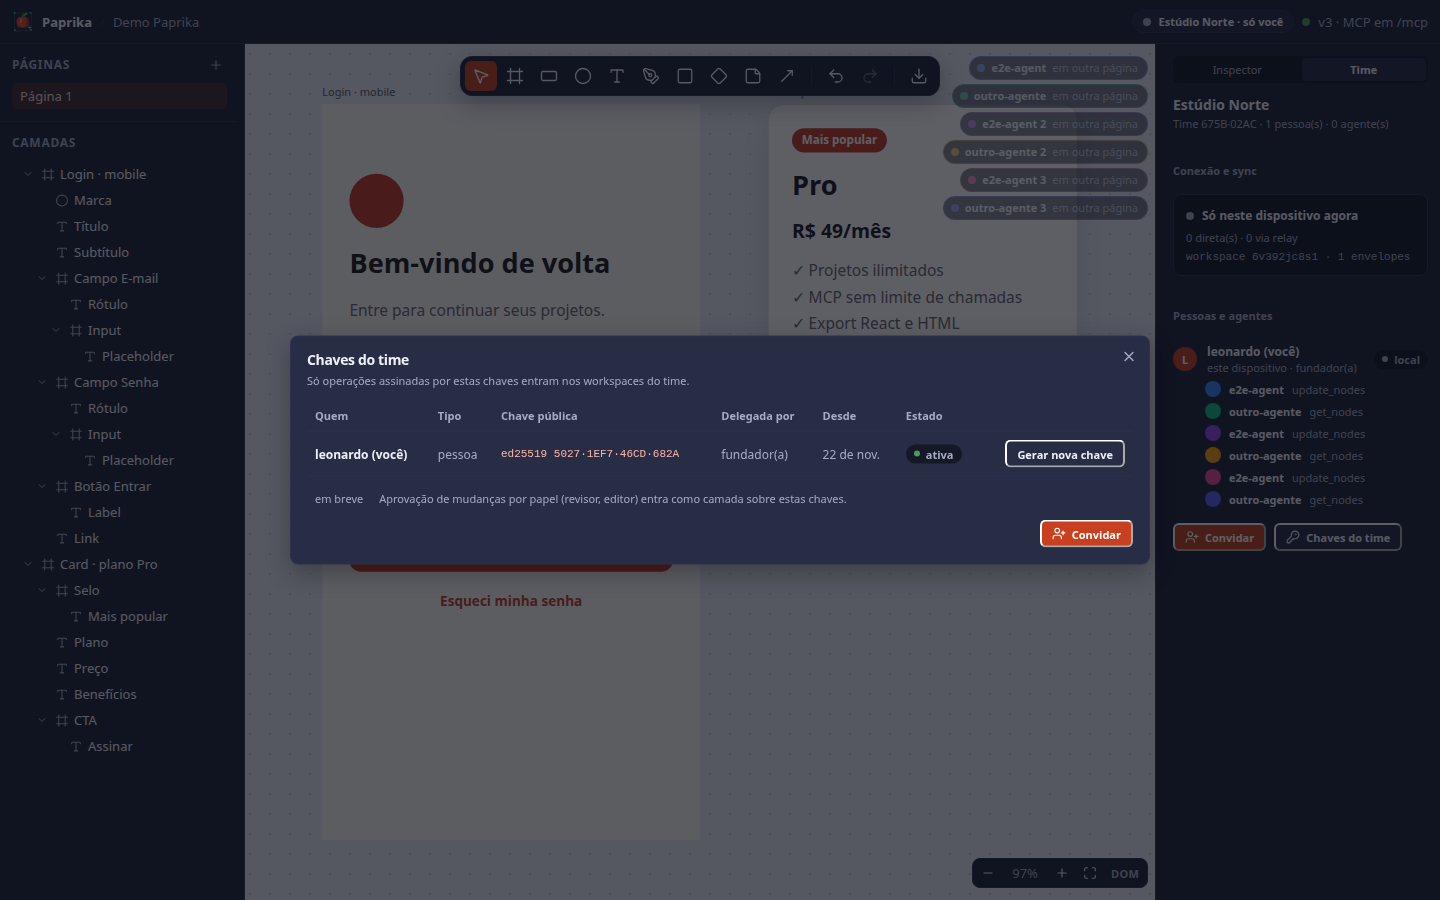 Paprika
Demo Paprika
Estúdio Norte · só você
v3 · MCP em /mcp
PÁGINAS
Página 1
CAMADAS
Login · mobile
Marca
Título
Subtítulo
Campo E-mail
Rótulo
Input
Placeholder
Campo Senha
Rótulo
Input
Placeholder
Botão Entrar
Label
Link
Card · plano Pro
Selo
Mais popular
Plano
Preço
Benefícios
CTA
Assinar
Login · mobile
Bem-vindo de volta
Entre para continuar seus projetos.
Esqueci minha senha
Mais popular
Pro
R$ 49/mês
✓ Projetos ilimitados
✓ MCP sem limite de chamadas
✓ Export React e HTML
e2e-agent em outra página
outro-agente em outra página
e2e-agent 2 em outra página
outro-agente 2 em outra página
e2e-agent 3 em outra página
outro-agente 3 em outra página
Chaves do time
Só operações assinadas por estas chaves entram nos workspaces do time.
Quem Tipo Chave pública Delegada por Desde Estado
leonardo (você) pessoa ed25519 5027·1EF7·46CD·682A fundador(a) 22 de nov. ativa Gerar nova chave
em breve Aprovação de mudanças por papel (revisor, editor) entra como camada sobre estas chaves.
Convidar
97%
DOM
Inspector
Time
Estúdio Norte
Time 675B-02AC · 1 pessoa(s) · 0 agente(s)
Conexão e sync
Só neste dispositivo agora
0 direta(s) · 0 via relay
workspace 6v392jc8s1 · 1 envelopes
Pessoas e agentes
L
leonardo (você)
este dispositivo · fundador(a)
local
e2e-agent update_nodes
outro-agente get_nodes
e2e-agent update_nodes
outro-agente get_nodes
e2e-agent update_nodes
outro-agente get_nodes
Convidar
Chaves do time